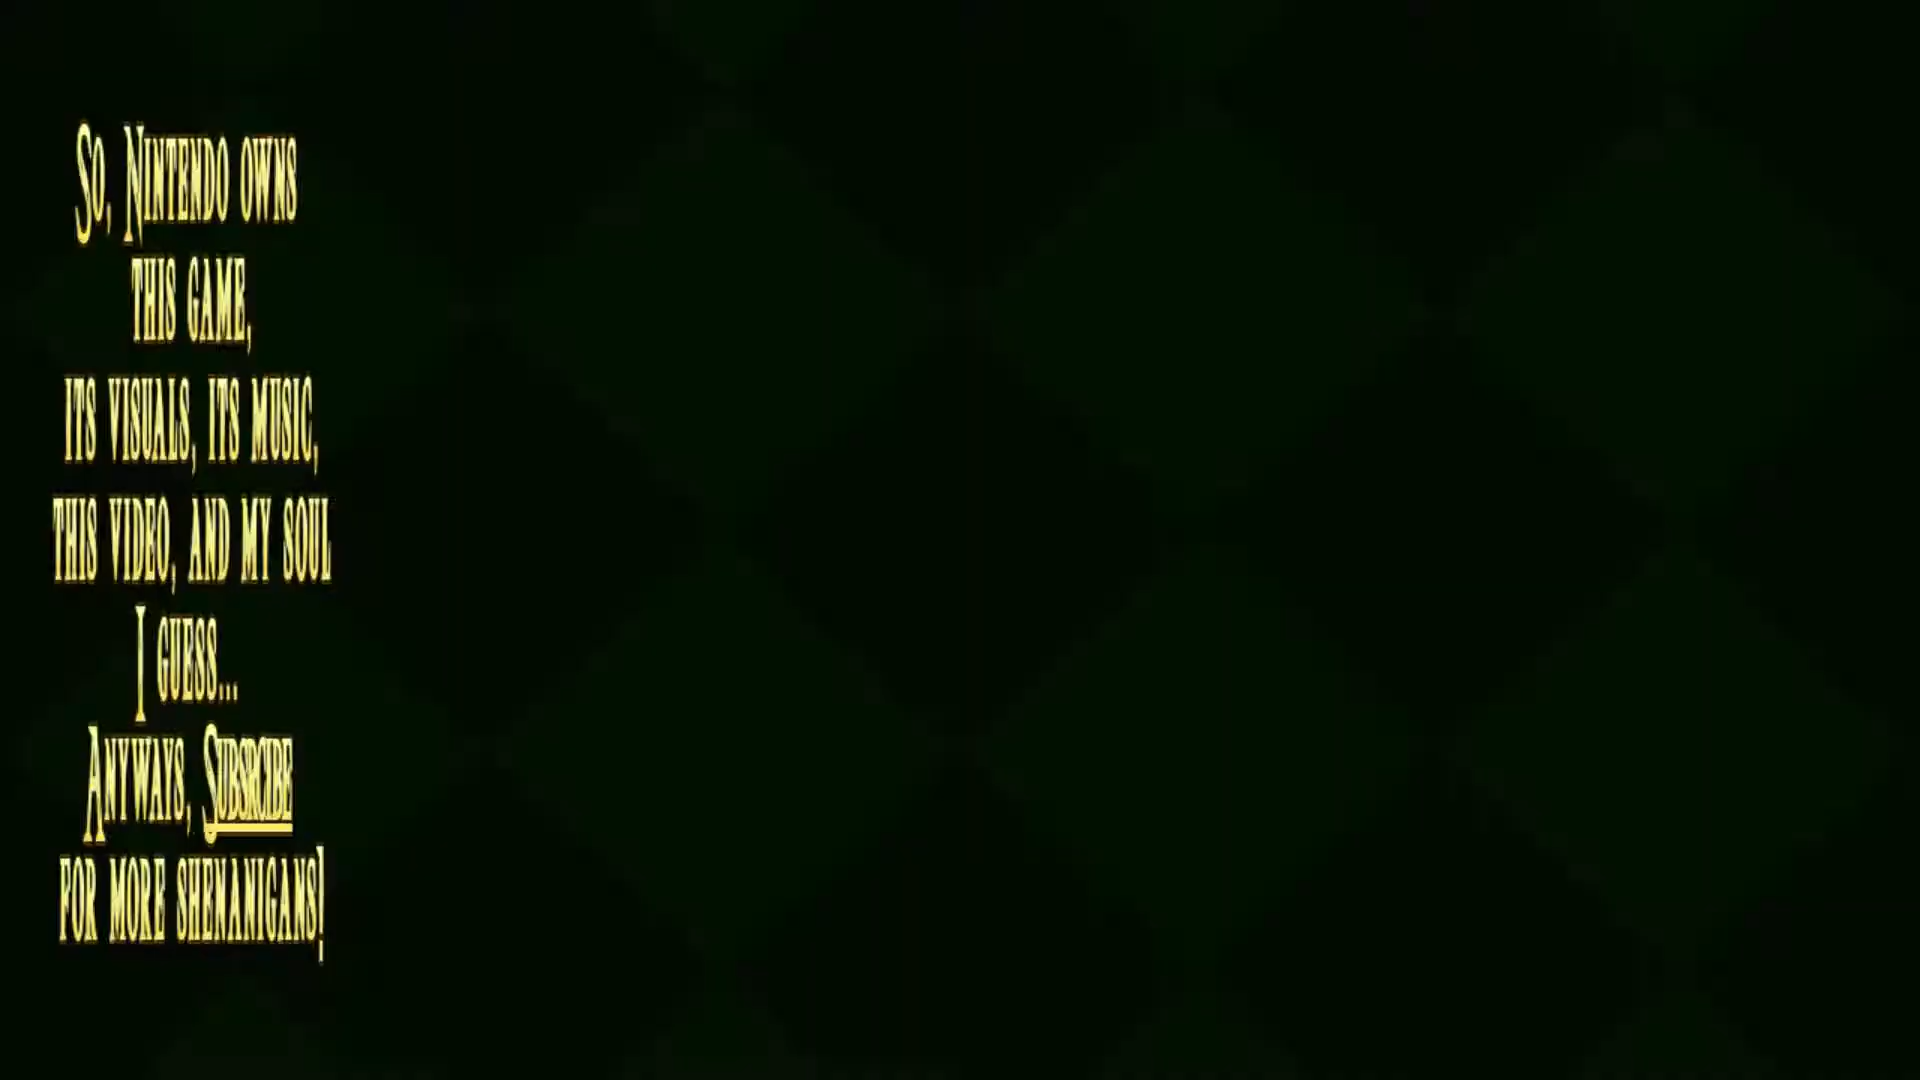 So, Nintendo owns
this game,
its visuals, its music,
this video, and my soul
I guess...
Anyways, Subsrcibe
for more shenanigans!